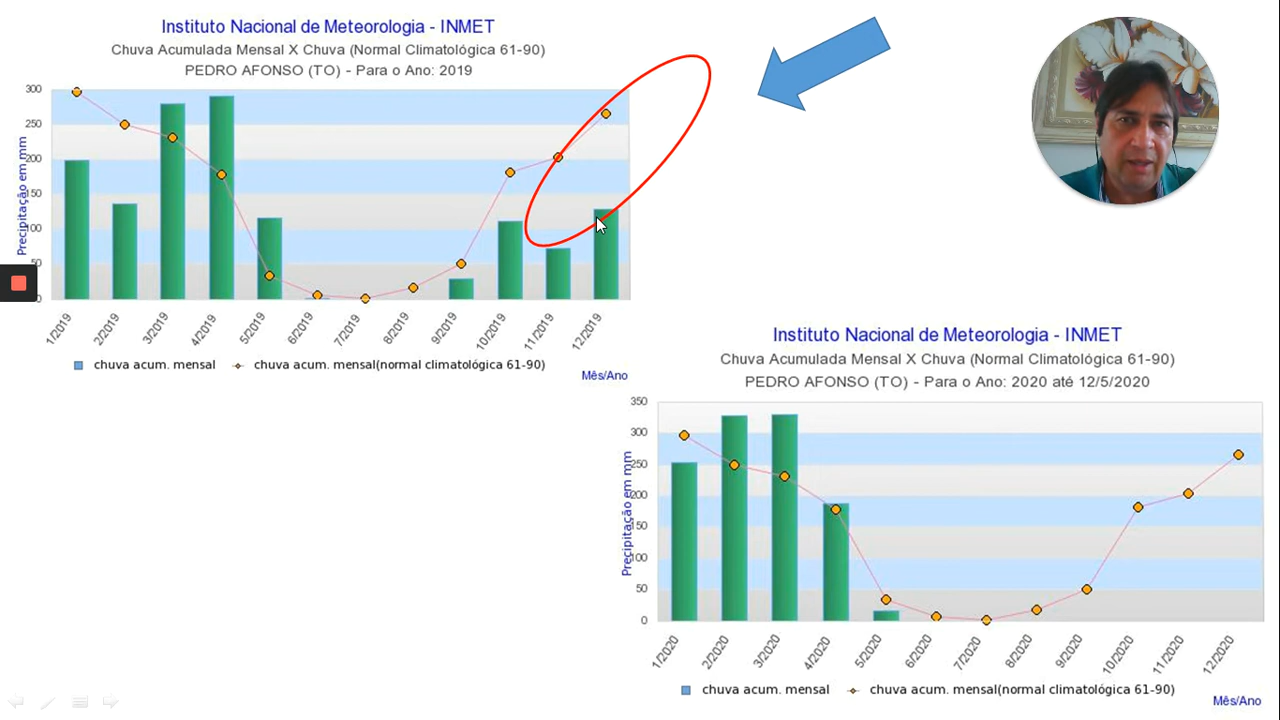 Instituto Nacional de Meteorologia - INMET
Chuva Acumulada Mensal X Chuva (Normal Climatológica 61-90)
PEDRO AFONSO (TO) - Para o Ano: 2019
Precipitação em mm
300
250
200
150
100
50
0
1/2019 2/2019 3/2019 4/2019 5/2019 6/2019 7/2019 8/2019 9/2019 10/2019 11/2019 12/2019
chuva acum. mensal chuva acum. mensal(normal climatológica 61-90)
Mês/Ano
Instituto Nacional de Meteorologia - INMET
Chuva Acumulada Mensal X Chuva (Normal Climatológica 61-90)
PEDRO AFONSO (TO) - Para o Ano: 2020 até 12/5/2020
Precipitação em mm
350
300
250
200
150
100
50
0
1/2020 2/2020 3/2020 4/2020 5/2020 6/2020 7/2020 8/2020 9/2020 10/2020 11/2020 12/2020
chuva acum. mensal chuva acum. mensal(normal climatológica 61-90)
Mês/Ano